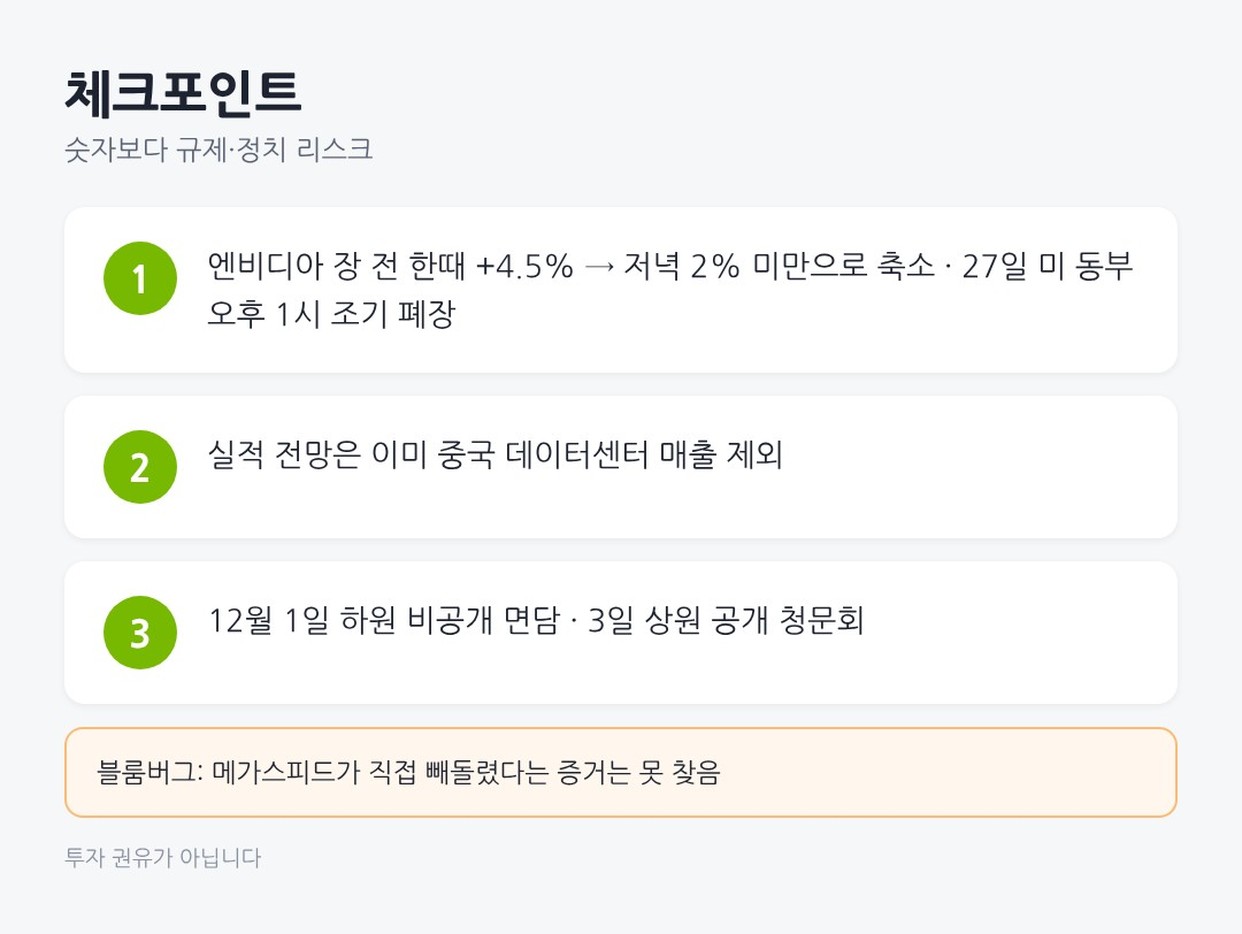 체크포인트
숫자보다 규제·정치 리스크
1
엔비디아 장 전 한때 +4.5% → 저녁 2% 미만으로 축소 · 27일 미 동부
오후 1시 조기 폐장
2
실적 전망은 이미 중국 데이터센터 매출 제외
3
12월 1일 하원 비공개 면담 · 3일 상원 공개 청문회
블룸버그: 메가스피드가 직접 빼돌렸다는 증거는 못 찾음
투자 권유가 아닙니다